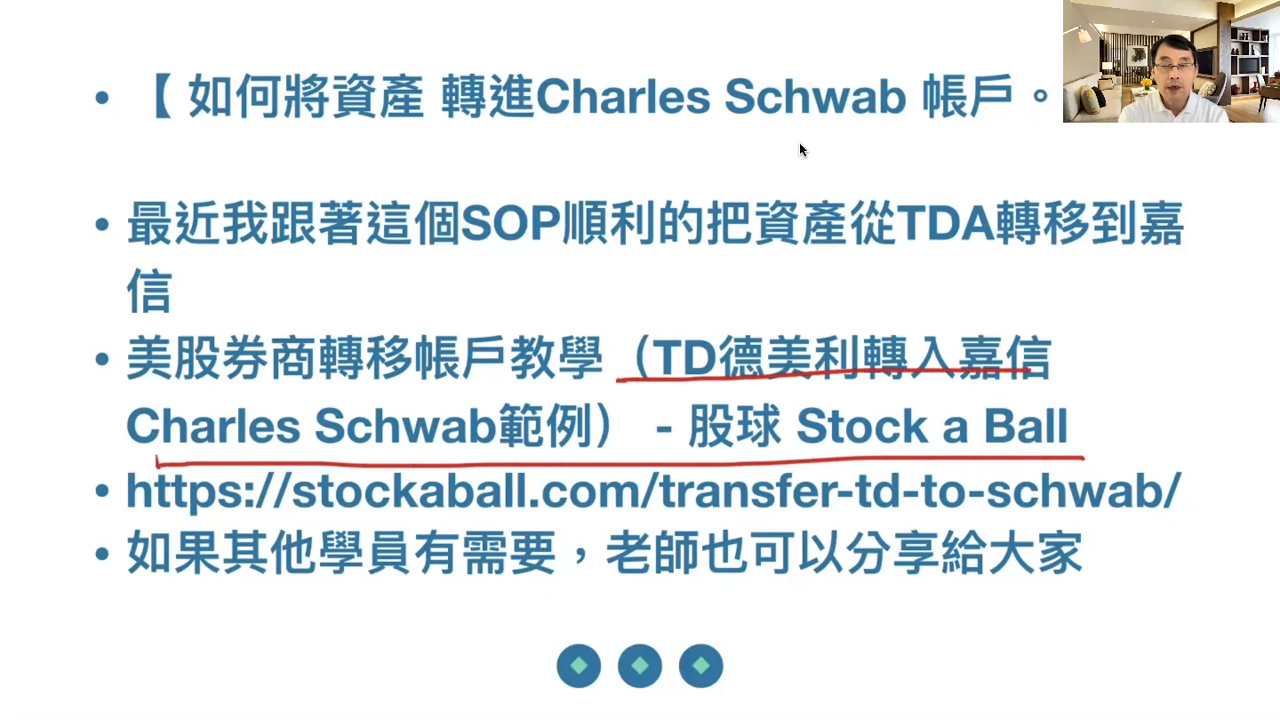 • 【 如何將資產 轉進Charles Schwab 帳戶。
• 最近我跟著這個SOP順利的把資產從TDA轉移到嘉
信
• 美股券商轉移帳戶教學（TD德美利轉入嘉信
Charles Schwab範例） - 股球 Stock a Ball
• https://stockaball.com/transfer-td-to-schwab/
• 如果其他學員有需要，老師也可以分享給大家